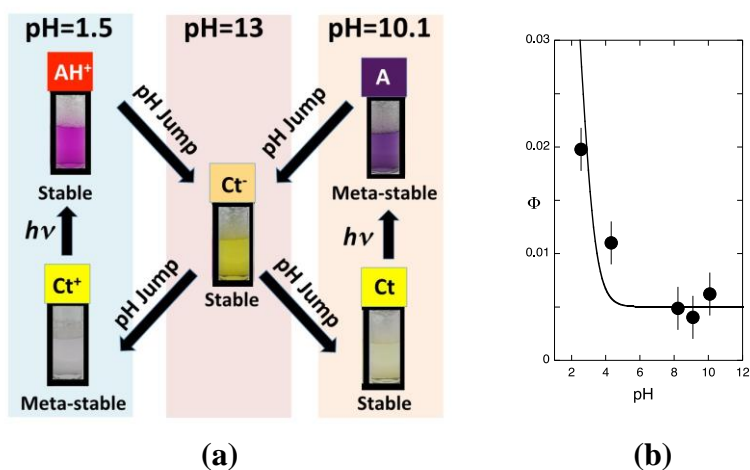 pH=1.5 pH=13 pH=10.1
AH⁺ A
pH Jump pH Jump
Stable Ct⁻ Meta-stable
hν hν
Ct⁺ Stable Ct
pH Jump pH Jump
Meta-stable Stable
(a)
0.03
0.02
Φ
0.01
0
2 4 6 8 10 12
pH
(b)